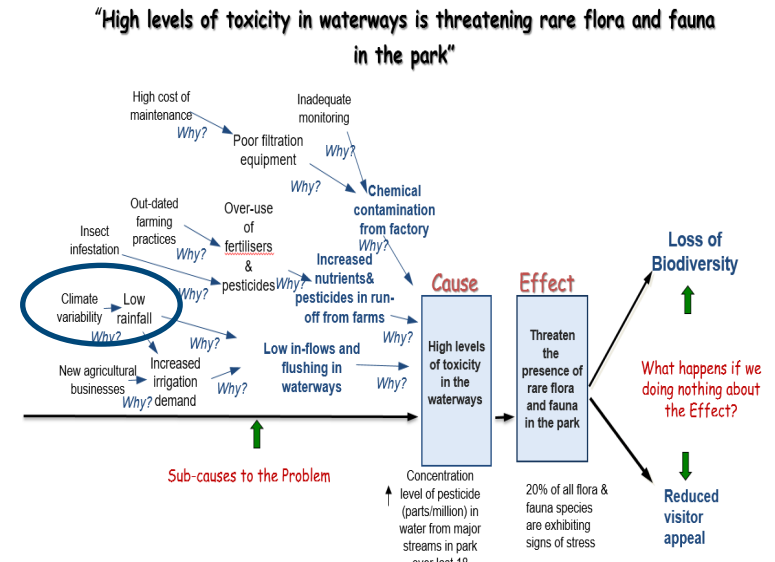 “High levels of toxicity in waterways is threatening rare flora and fauna
in the park”
High cost of
maintenance
Why?
Inadequate
monitoring
Why?
Poor filtration
equipment
Why?
Chemical
contamination
from factory
Why?
Out-dated
farming
practices
Why?
Over-use
of
fertilisers
&
pesticides
Why?
Insect
infestation
Why?
Increased
nutrients&
pesticides in run-
off from farms
Why?
Climate
variability
Why?
Low
rainfall
Why?
Low in-flows and
flushing in
waterways
Why?
New agricultural
businesses
Why?
Increased
irrigation
demand
Why?
Cause
High levels
of toxicity
in the
waterways
Effect
Threaten
the
presence of
rare flora
and fauna
in the park
Loss of
Biodiversity
What happens if we
doing nothing about
the Effect?
Reduced
visitor
appeal
Sub-causes to the Problem
Concentration
level of pesticide
(parts/million) in
water from major
streams in park
over last 18
20% of all flora &
fauna species
are exhibiting
signs of stress